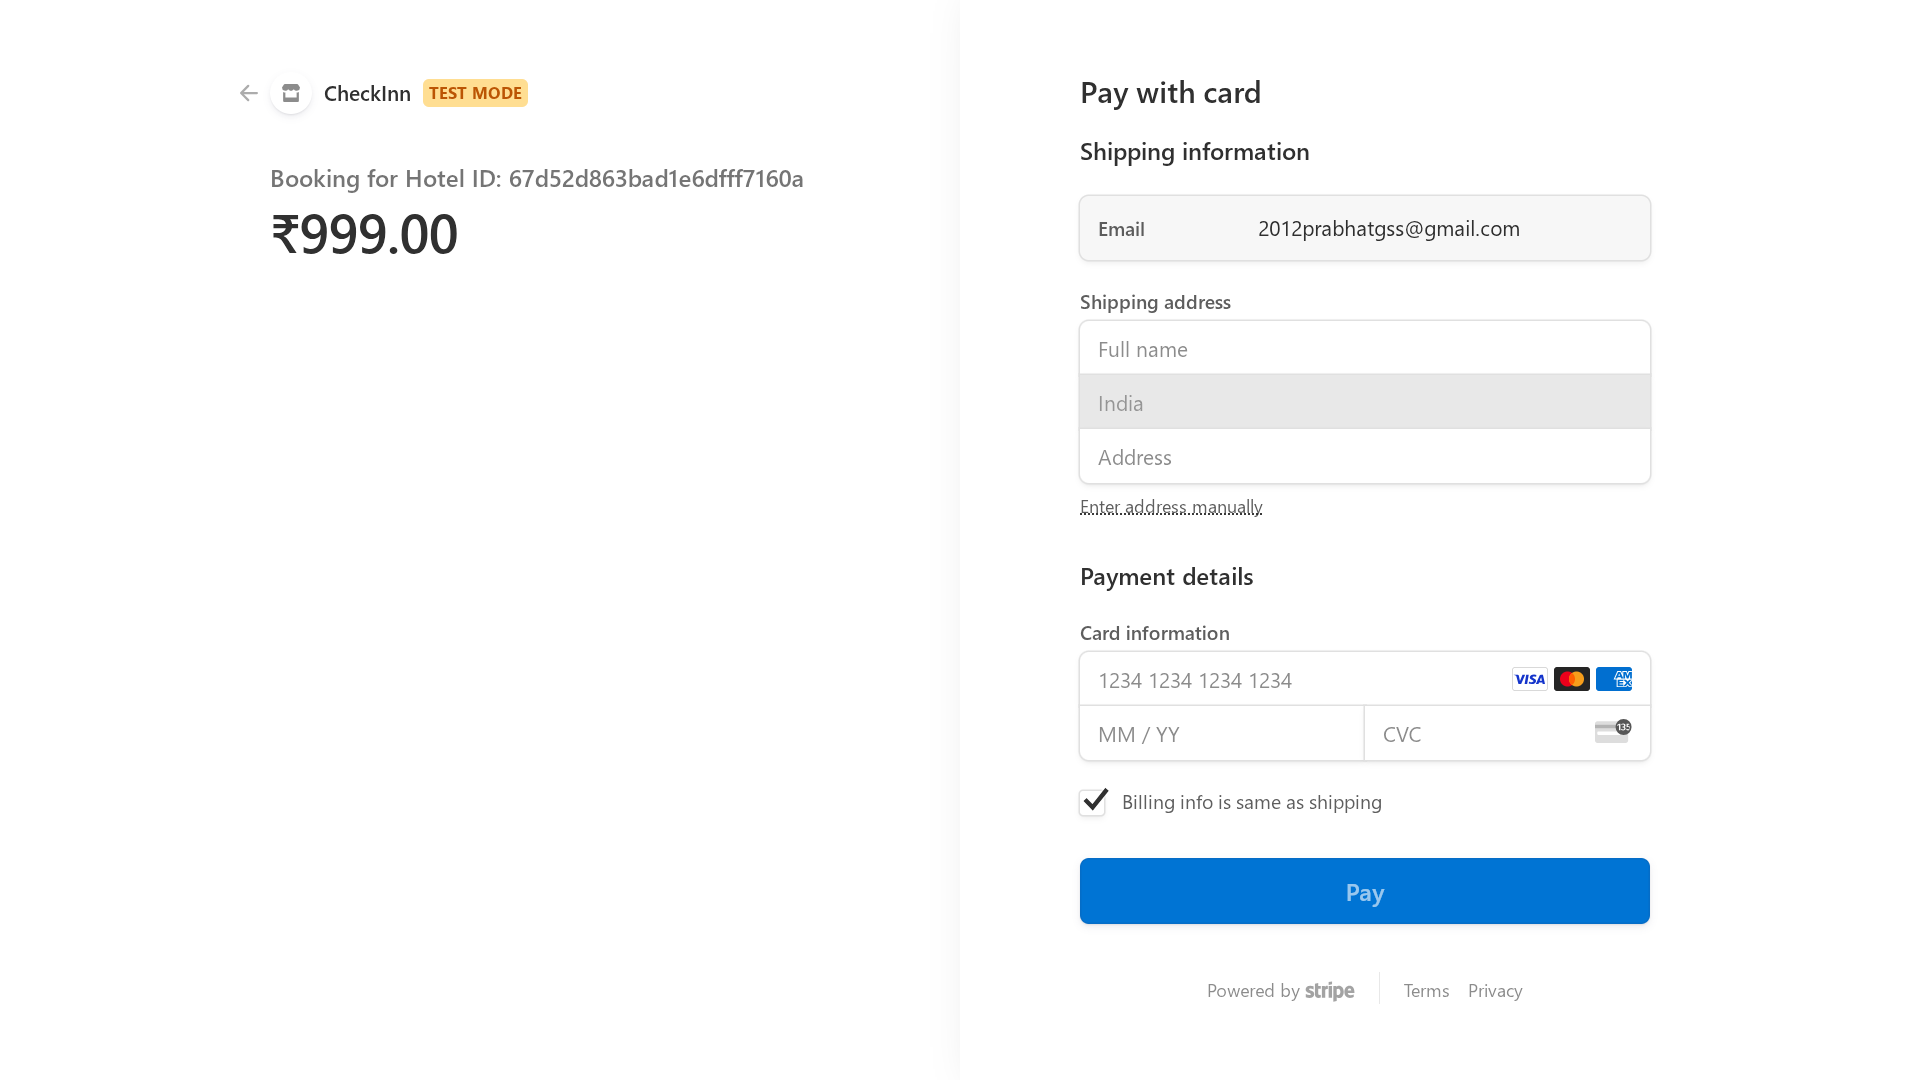 CheckInn TEST MODE
Booking for Hotel ID: 67d52d863bad1e6dfff7160a
₹999.00
Pay with card
Shipping information
Email 2012prabhatgss@gmail.com
Shipping address
Full name
India
Address
Enter address manually
Payment details
Card information
1234 1234 1234 1234 VISA AMEX
MM / YY CVC 135
Billing info is same as shipping
Pay
Powered by stripe Terms Privacy